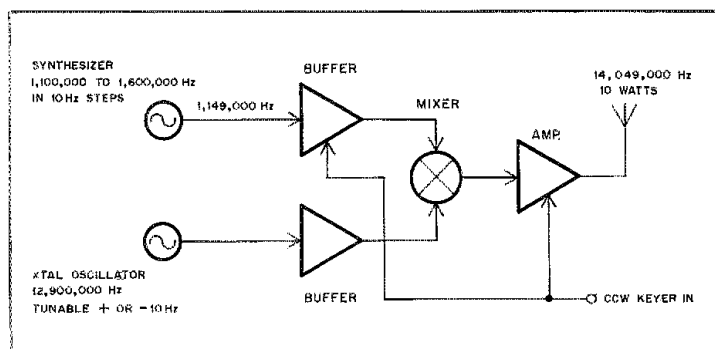 SYNTHESIZER
1,100,000 TO 1,600,000 Hz
IN 10 Hz STEPS
1,149,000 Hz
BUFFER
MIXER
14,049,000 Hz
10 WATTS
AMP.
XTAL OSCILLATOR
12,900,000 Hz
TUNABLE + OR -10Hz
BUFFER
CCW KEYER IN